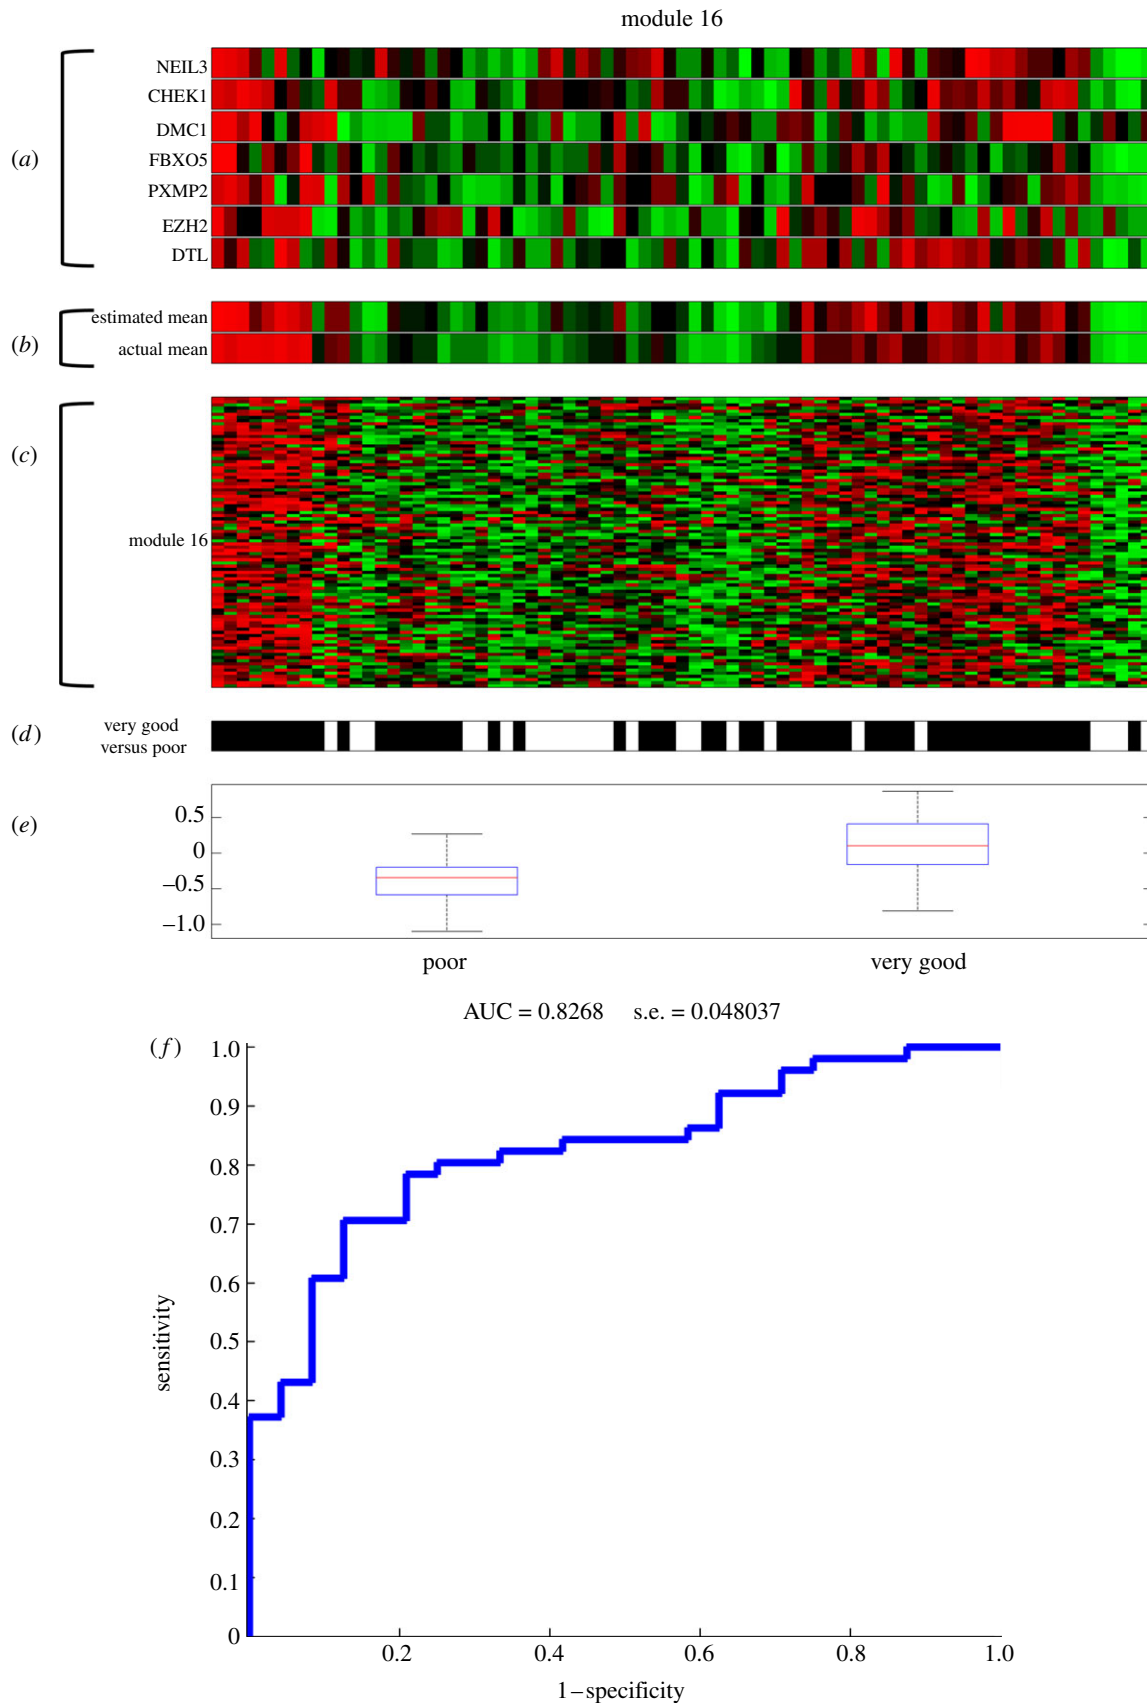 module 16
(a)
NEIL3
CHEK1
DMC1
FBXO5
PXMP2
EZH2
DTL
(b)
estimated mean
actual mean
(c)
module 16
(d)
very good
versus poor
(e)
0.5
0
–0.5
–1.0
poor
very good
AUC = 0.8268 s.e. = 0.048037
(f)
1.0
0.9
0.8
0.7
0.6
0.5
0.4
0.3
0.2
0.1
0
sensitivity
0.2
0.4
0.6
0.8
1.0
1–specificity